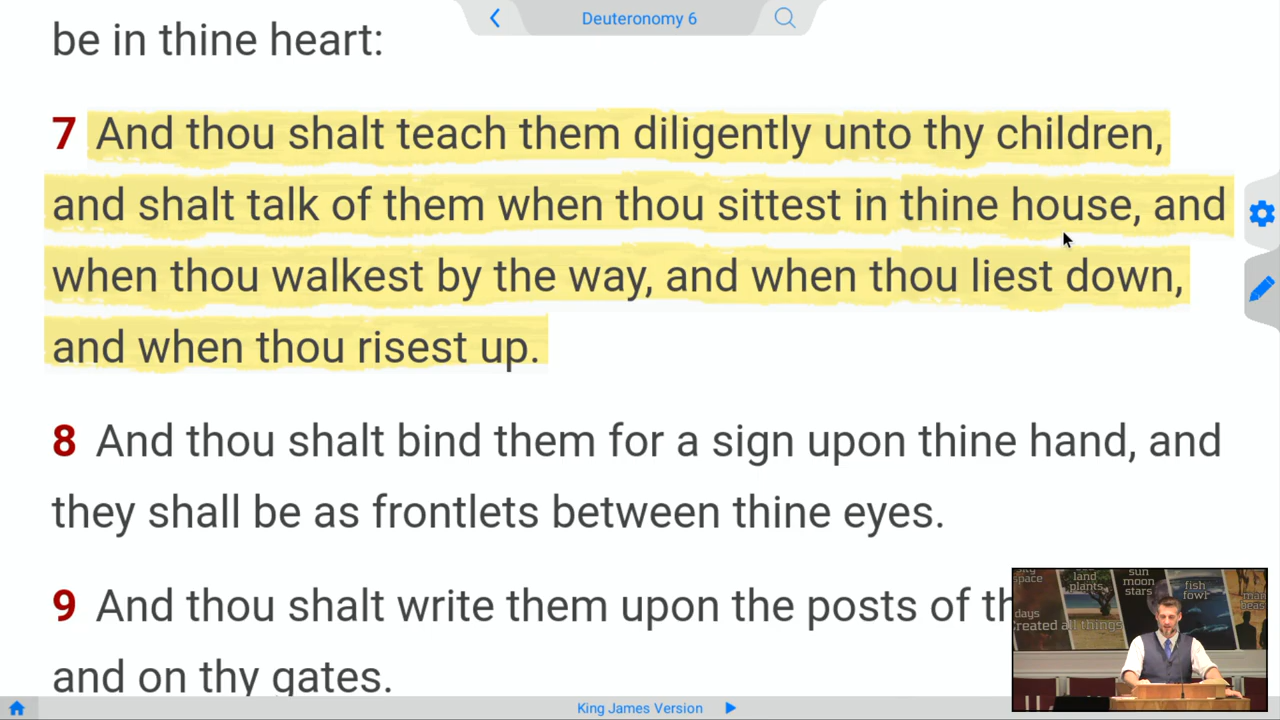 Deuteronomy 6
be in thine heart:
7 And thou shalt teach them diligently unto thy children,
and shalt talk of them when thou sittest in thine house, and
when thou walkest by the way, and when thou liest down,
and when thou risest up.
8 And thou shalt bind them for a sign upon thine hand, and
they shall be as frontlets between thine eyes.
9 And thou shalt write them upon the posts of th
and on thy gates.
space
land
plants
sun
moon
stars
fish
fowl
days
reated all things
King James Version